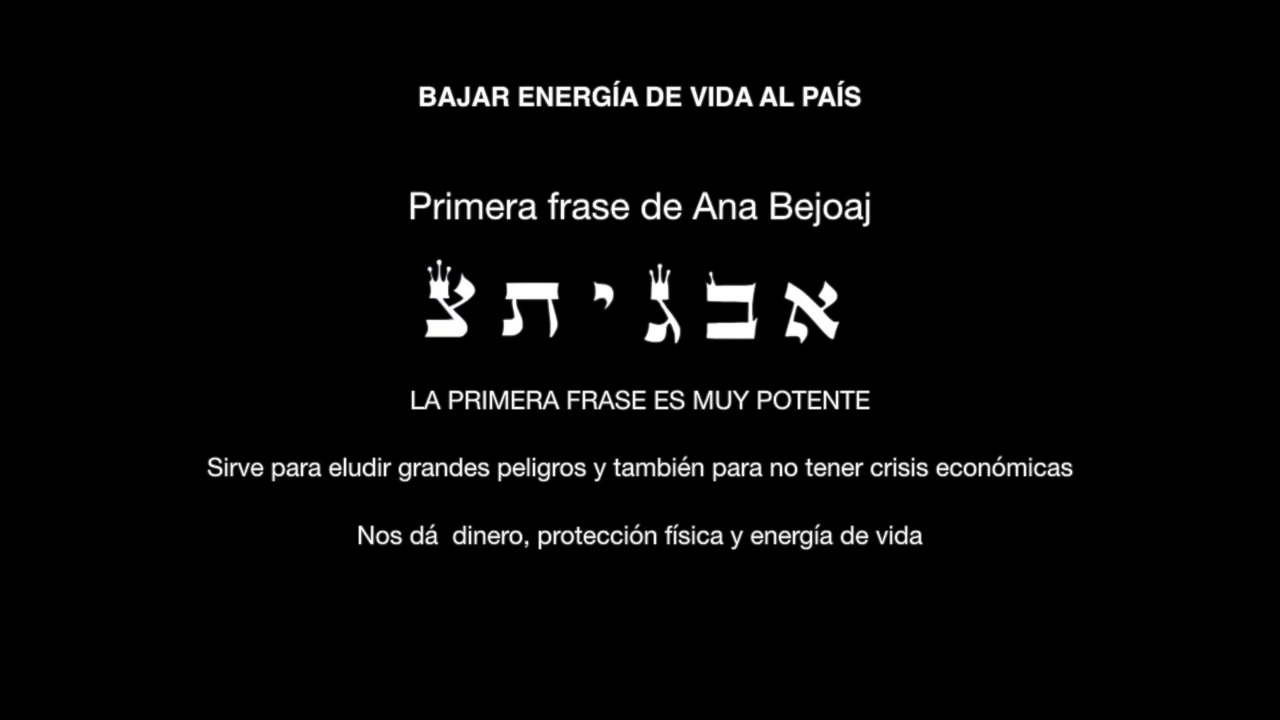 BAJAR ENERGÍA DE VIDA AL PAÍS
Primera frase de Ana Bejoaj
א ב ג י ת צ
LA PRIMERA FRASE ES MUY POTENTE
Sirve para eludir grandes peligros y también para no tener crisis económicas
Nos dá dinero, protección física y energía de vida